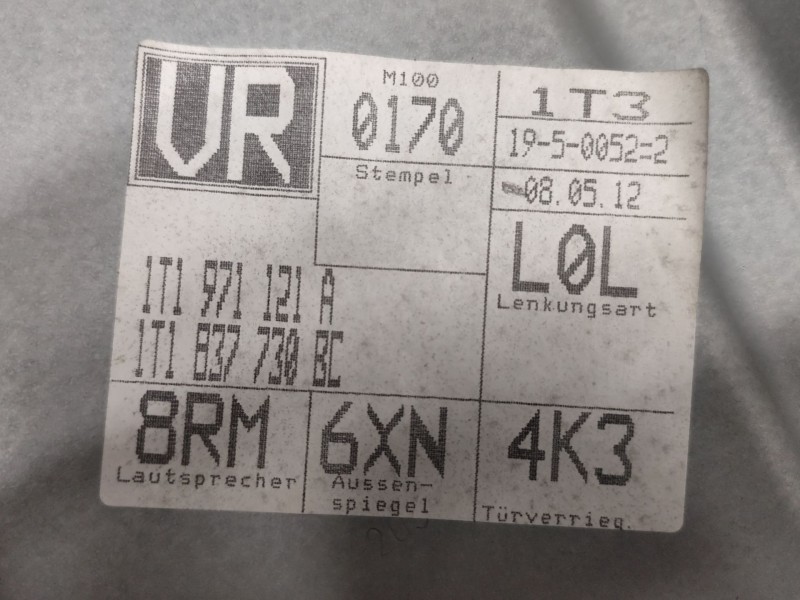 VR
M100
0170
Stempel
1T3
19-5-0052-2
08.05.12
L0L
Lenkungsart
1T1 971 121 A
1T1 837 730 BC
8RM
Lautsprecher
6XN
Aussen-
spiegel
4K3
Türverrieg.